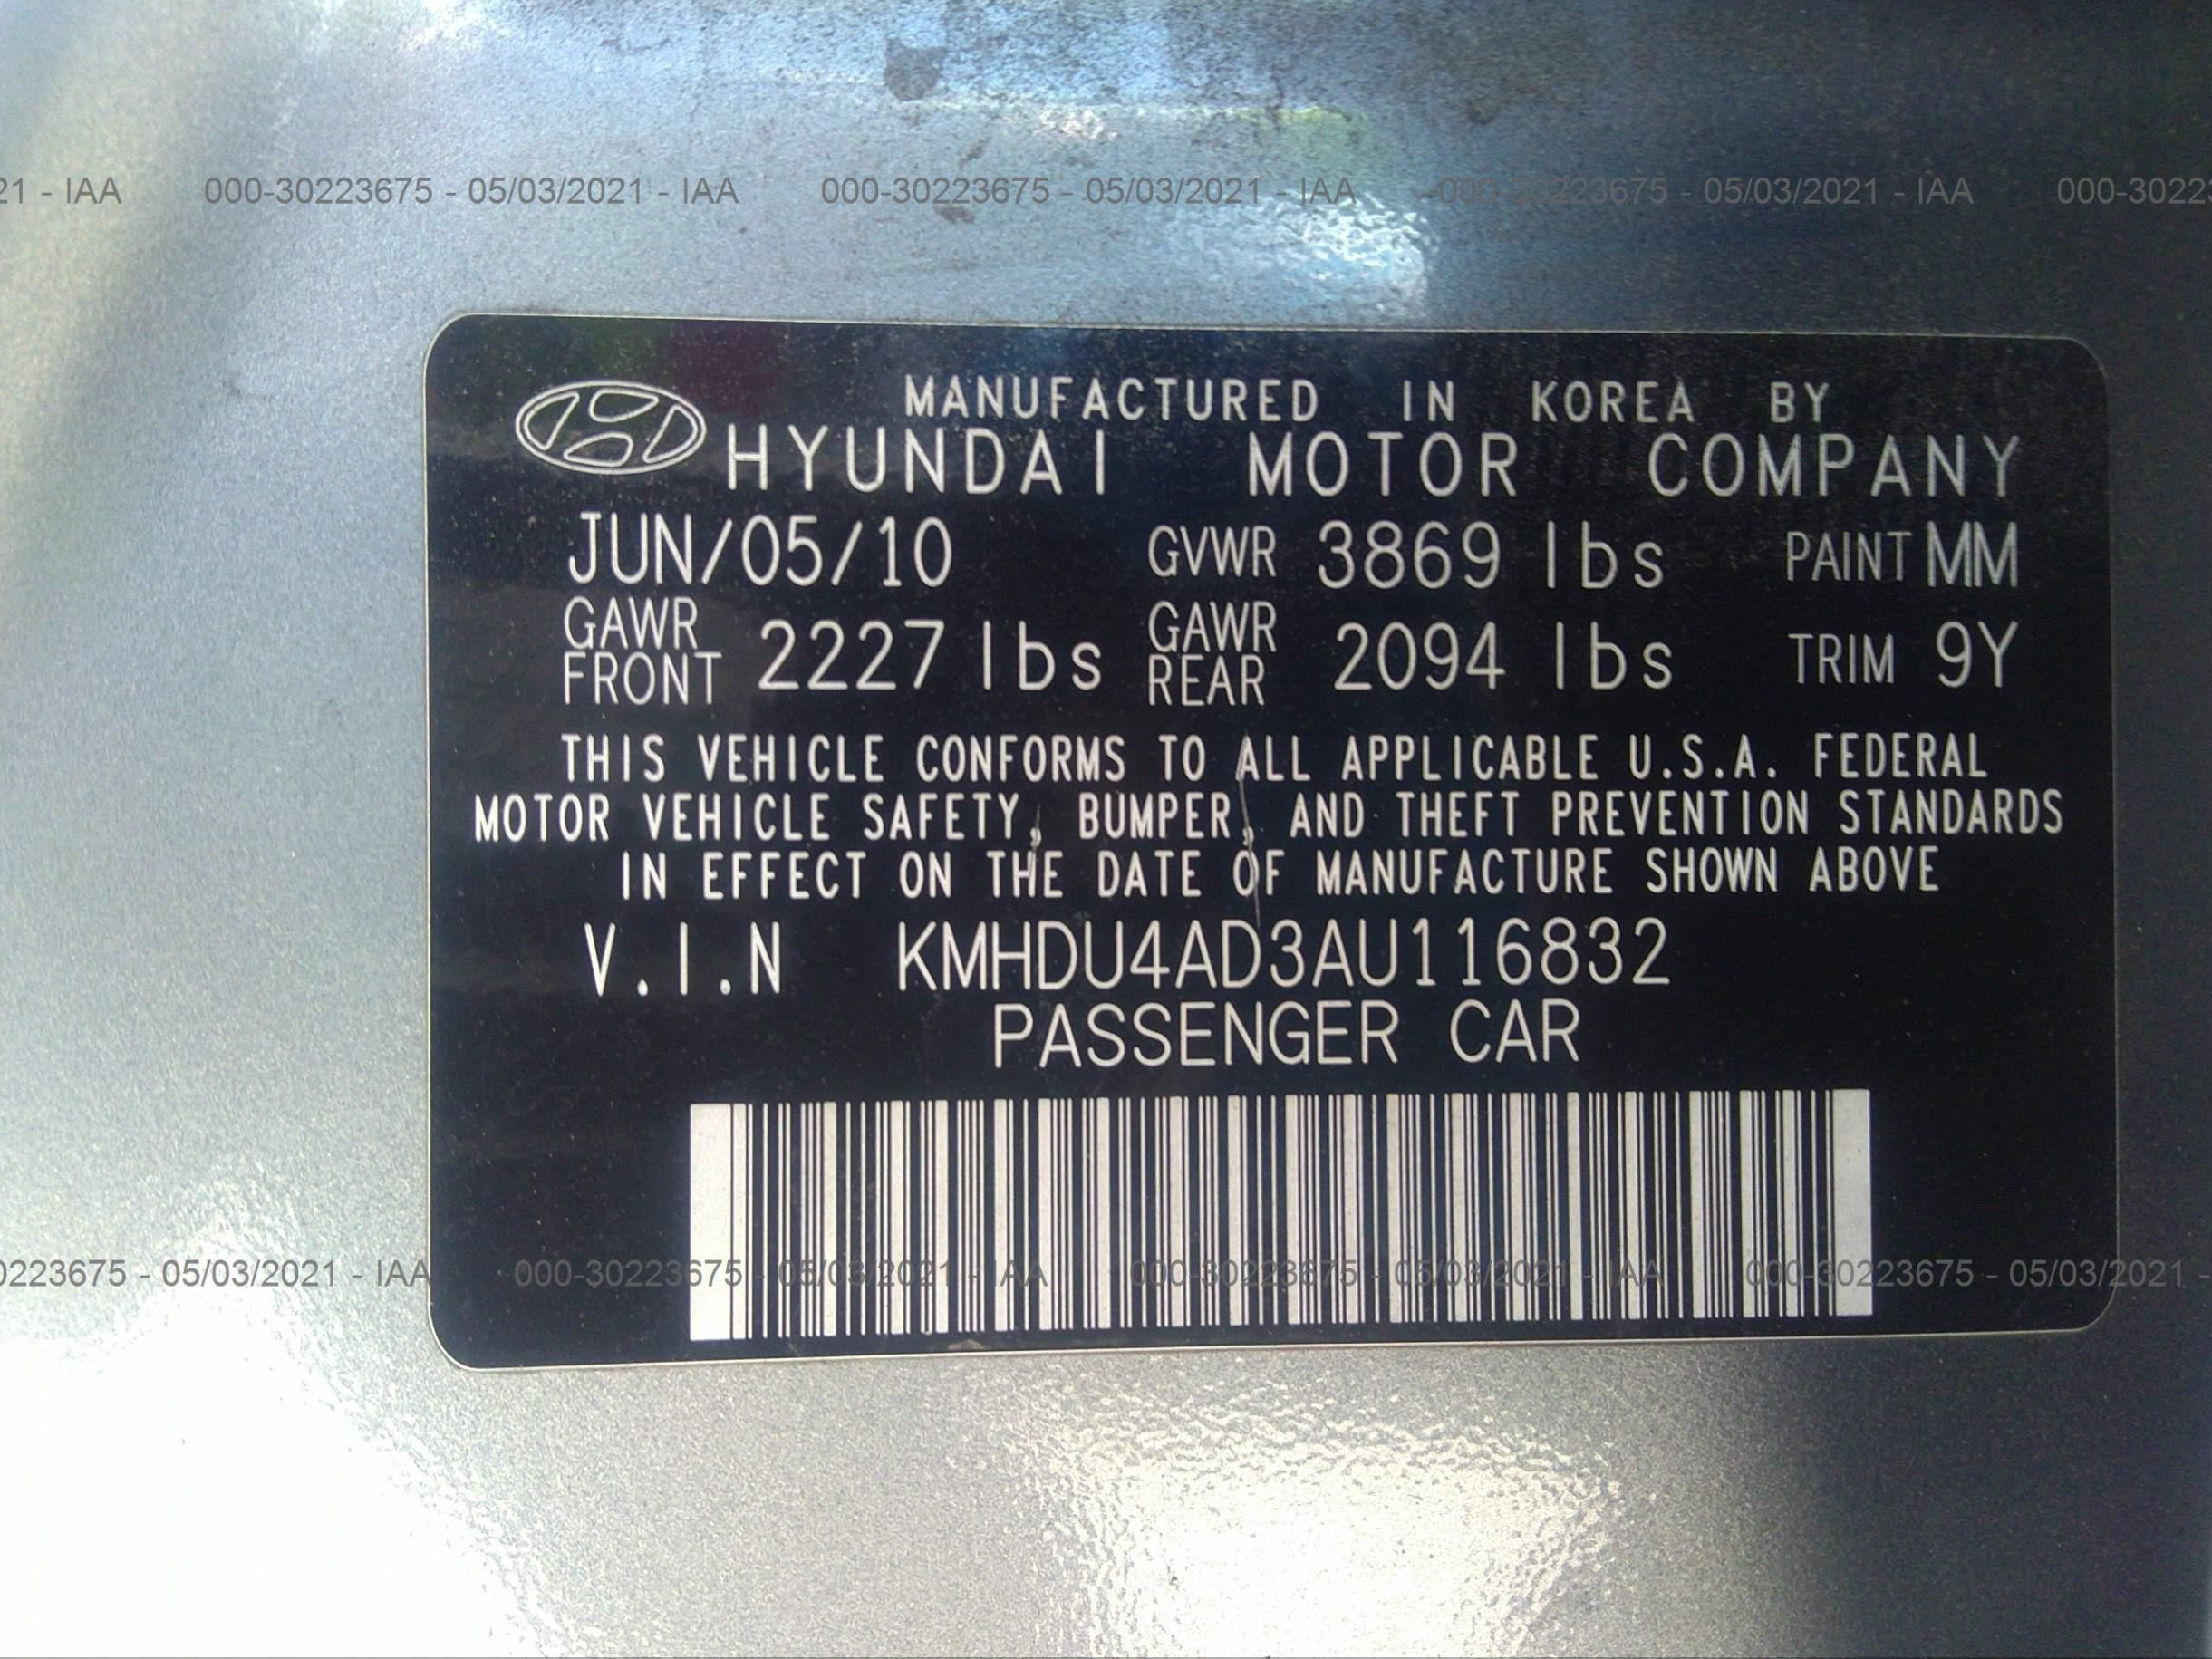 21 - IAA 000-30223675 - 05/03/2021 - IAA 000-30223675 - 05/03/2021 - IAA 000-30223675 - 05/03/2021 - IAA 000-3022
MANUFACTURED IN KOREA BY
HYUNDAI MOTOR COMPANY
JUN/05/10 GVWR 3869 lbs PAINT MM
GAWR FRONT 2227 lbs GAWR REAR 2094 lbs TRIM 9Y
THIS VEHICLE CONFORMS TO ALL APPLICABLE U.S.A. FEDERAL
MOTOR VEHICLE SAFETY, BUMPER, AND THEFT PREVENTION STANDARDS
IN EFFECT ON THE DATE OF MANUFACTURE SHOWN ABOVE
V.I.N KMHDU4AD3AU116832
PASSENGER CAR
0223675 - 05/03/2021 - IAA 000-30223675 - 05/03/2021 - IAA 000-30223675 - 05/03/2021 - IAA 000-30223675 - 05/03/2021 -